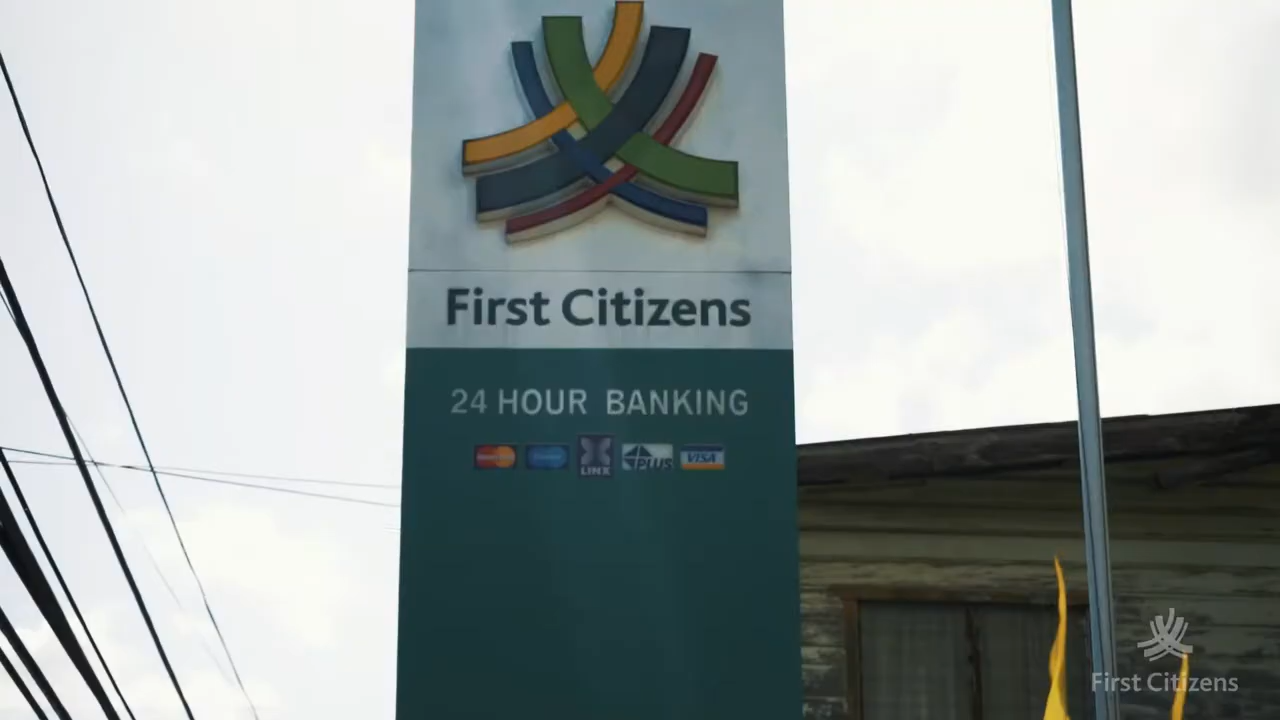 First Citizens
24 HOUR BANKING
LINX
PLUS
VISA
First Citizens